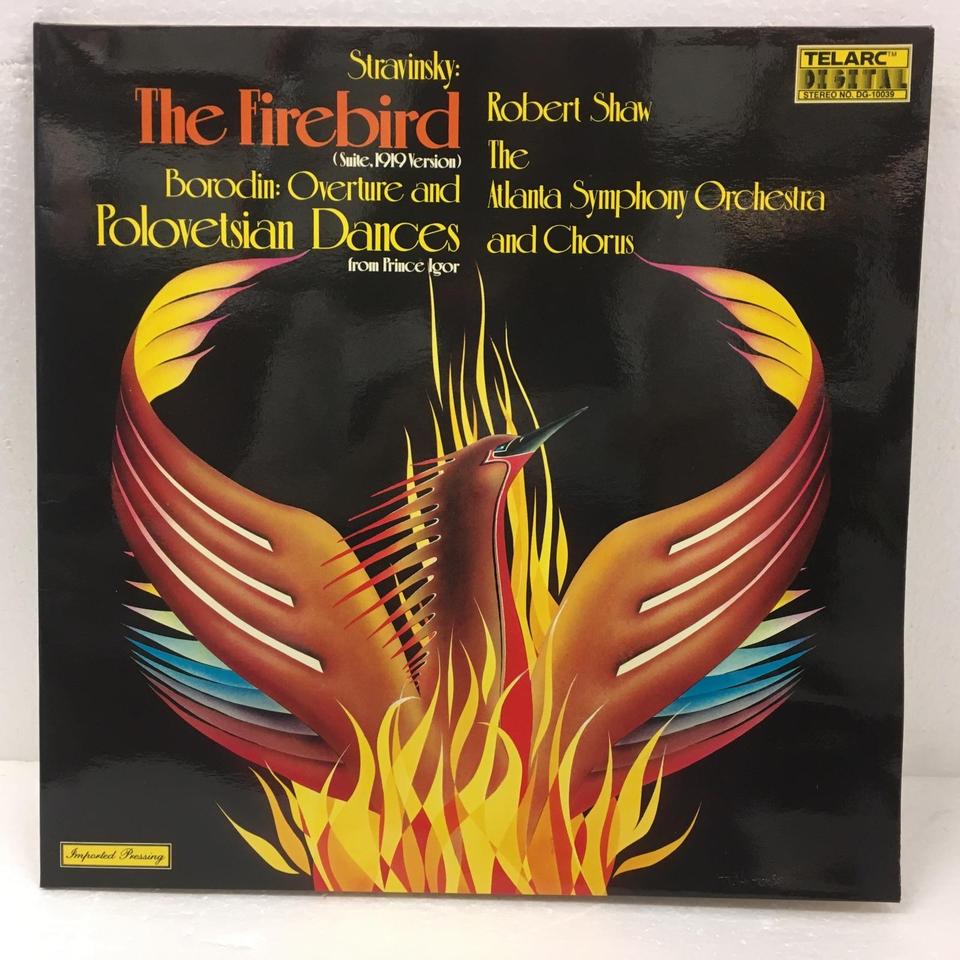 Stravinsky:
The Firebird
(Suite, 1919 Version)
Borodin: Overture and
Polovetsian Dances
from Prince Igor
Robert Shaw
The
Atlanta Symphony Orchestra
and Chorus
TELARC™
DIGITAL
STEREO NO. DG-10039
Imported Pressing